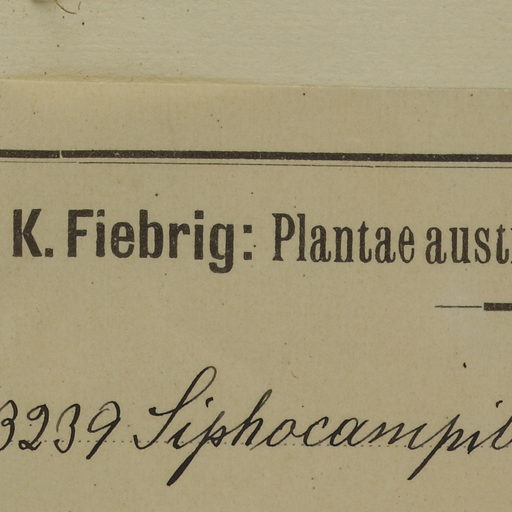 K. Fiebrig: Plantae aust
3239 Siphocampil